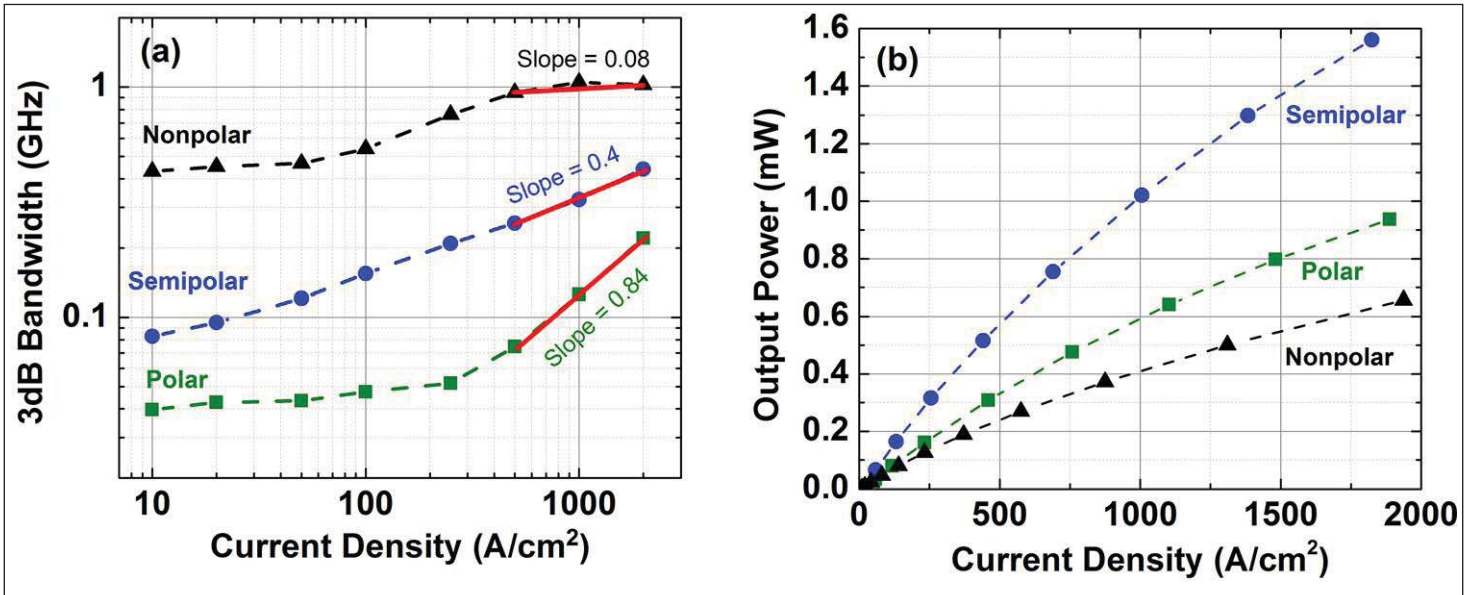 (a)
Slope = 0.08
1
Nonpolar
Slope = 0.4
Semipolar
0.1
Slope = 0.84
Polar
3dB Bandwidth (GHz)
10 100 1000
Current Density (A/cm²)
(b)
1.6
1.4
1.2
1.0
0.8
0.6
0.4
0.2
0.0
Semipolar
Polar
Nonpolar
Output Power (mW)
0 500 1000 1500 2000
Current Density (A/cm²)